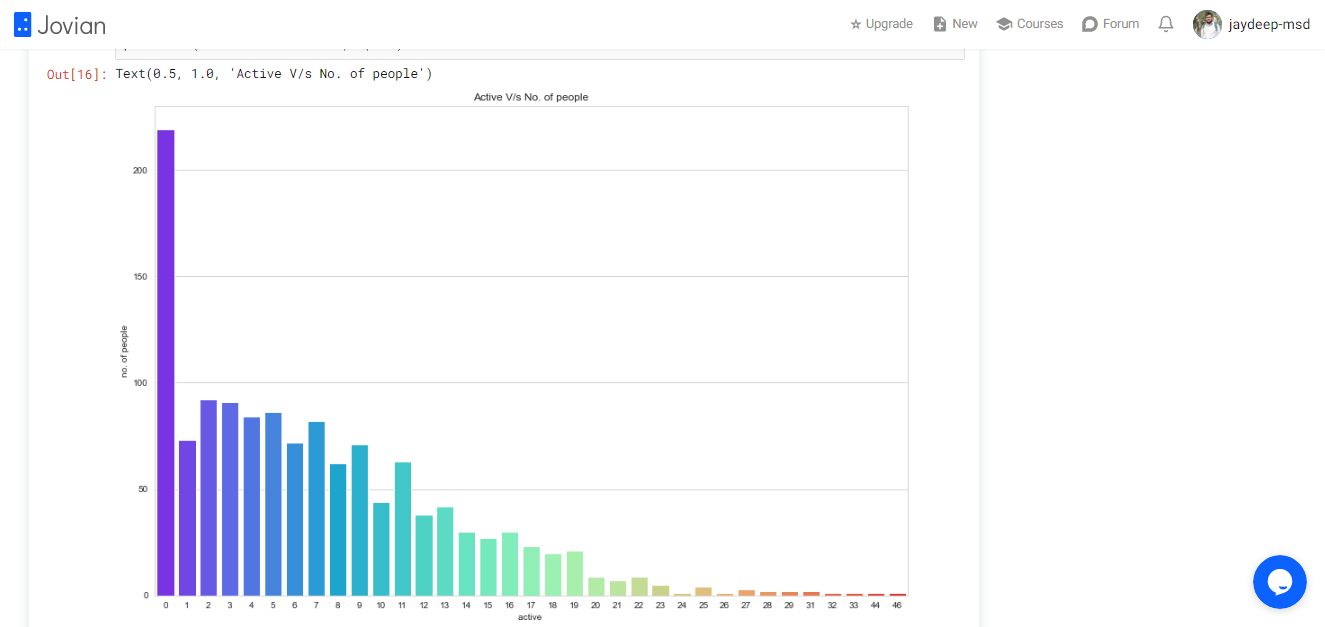 Jovian
Upgrade New Courses Forum jaydeep-msd
Out[16]: Text(0.5, 1.0, 'Active V/s No. of people')
Active V/s No. of people
200
150
no. of people
100
50
0
0 1 2 3 4 5 6 7 8 9 10 11 12 13 14 15 16 17 18 19 20 21 22 23 24 25 26 27 28 29 31 32 33 44 46
active